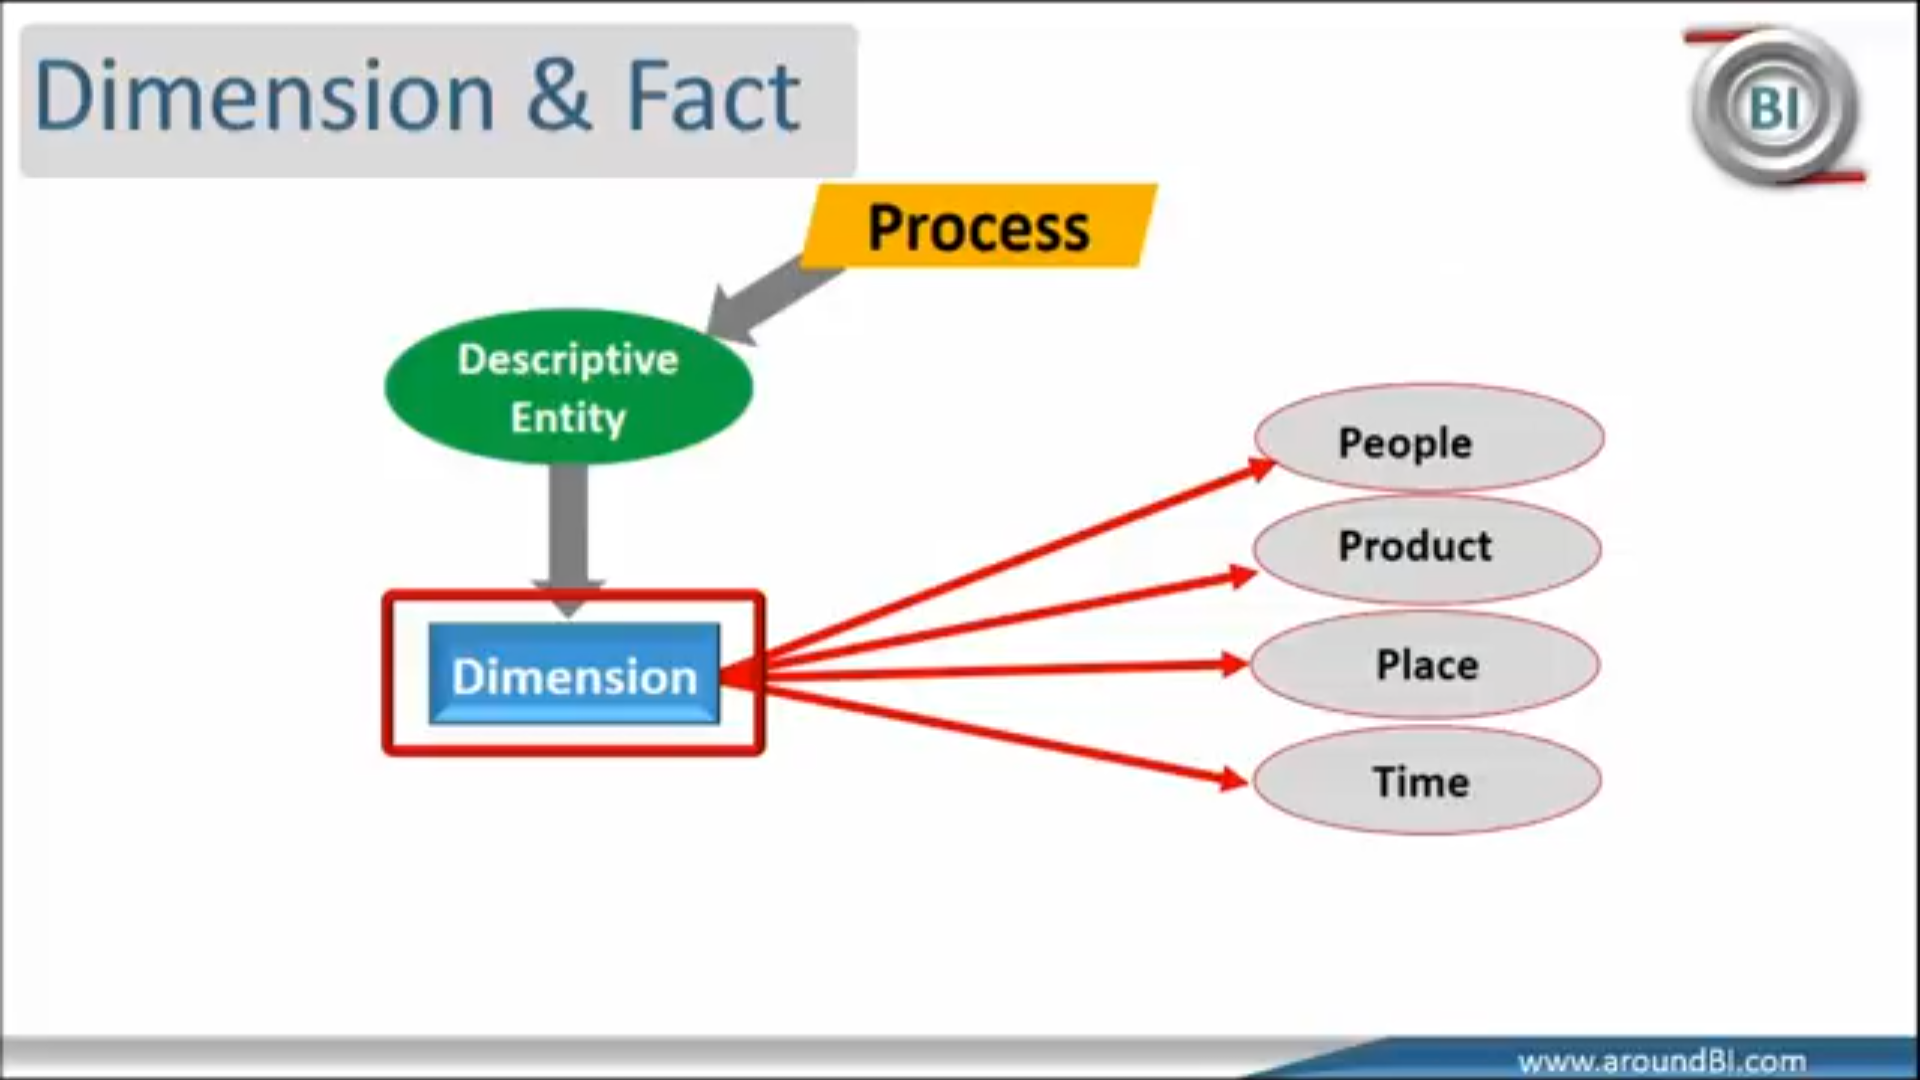 Dimension & Fact
BI
Process
Descriptive
Entity
People
Product
Dimension
Place
Time
www.aroundBI.com